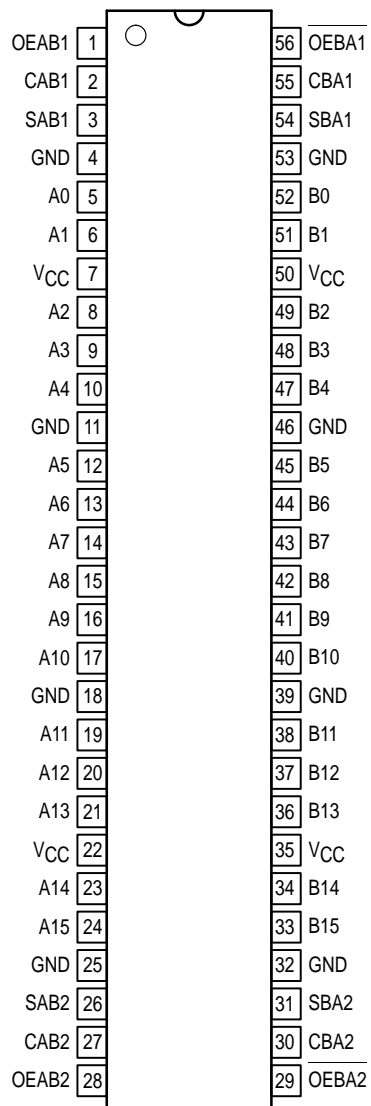 OEAB1 1 56 OEBA1
CAB1 2 55 CBA1
SAB1 3 54 SBA1
GND 4 53 GND
A0 5 52 B0
A1 6 51 B1
VCC 7 50 VCC
A2 8 49 B2
A3 9 48 B3
A4 10 47 B4
GND 11 46 GND
A5 12 45 B5
A6 13 44 B6
A7 14 43 B7
A8 15 42 B8
A9 16 41 B9
A10 17 40 B10
GND 18 39 GND
A11 19 38 B11
A12 20 37 B12
A13 21 36 B13
VCC 22 35 VCC
A14 23 34 B14
A15 24 33 B15
GND 25 32 GND
SAB2 26 31 SBA2
CAB2 27 30 CBA2
OEAB2 28 29 OEBA2